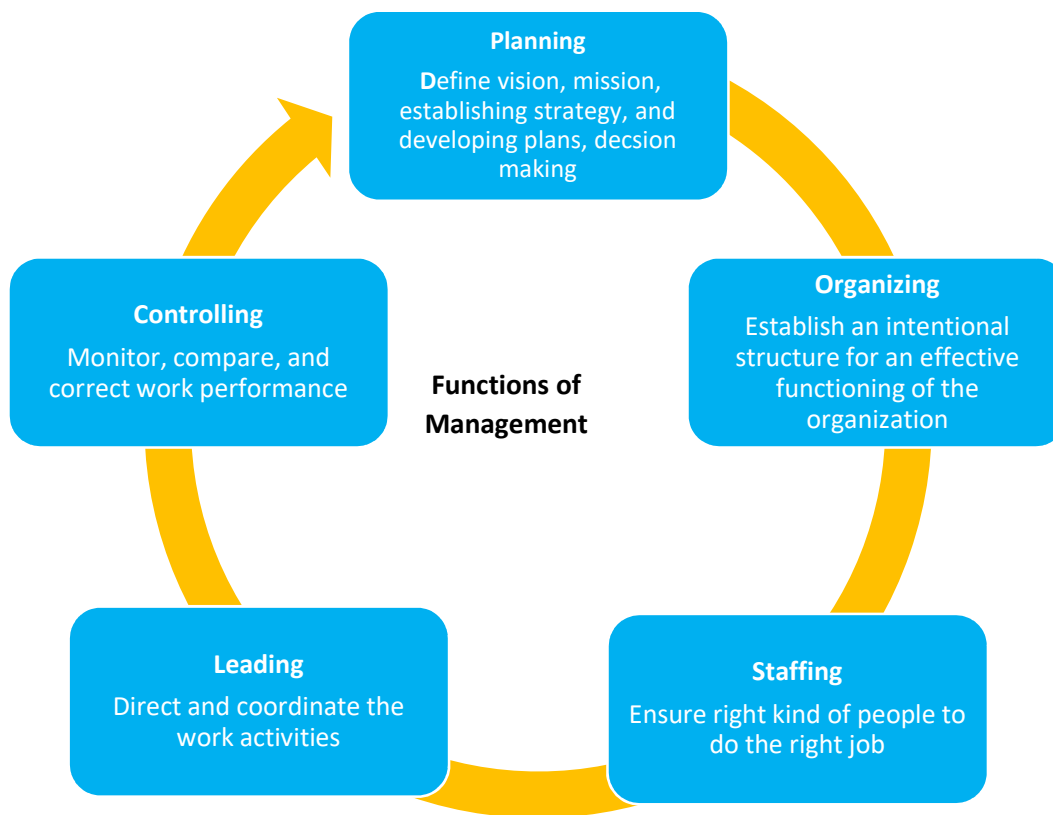 Planning
Define vision, mission,
establishing strategy, and
developing plans, decsion
making
Organizing
Establish an intentional
structure for an effective
functioning of the
organization
Staffing
Ensure right kind of people to
do the right job
Leading
Direct and coordinate the
work activities
Controlling
Monitor, compare, and
correct work performance
Functions of
Management